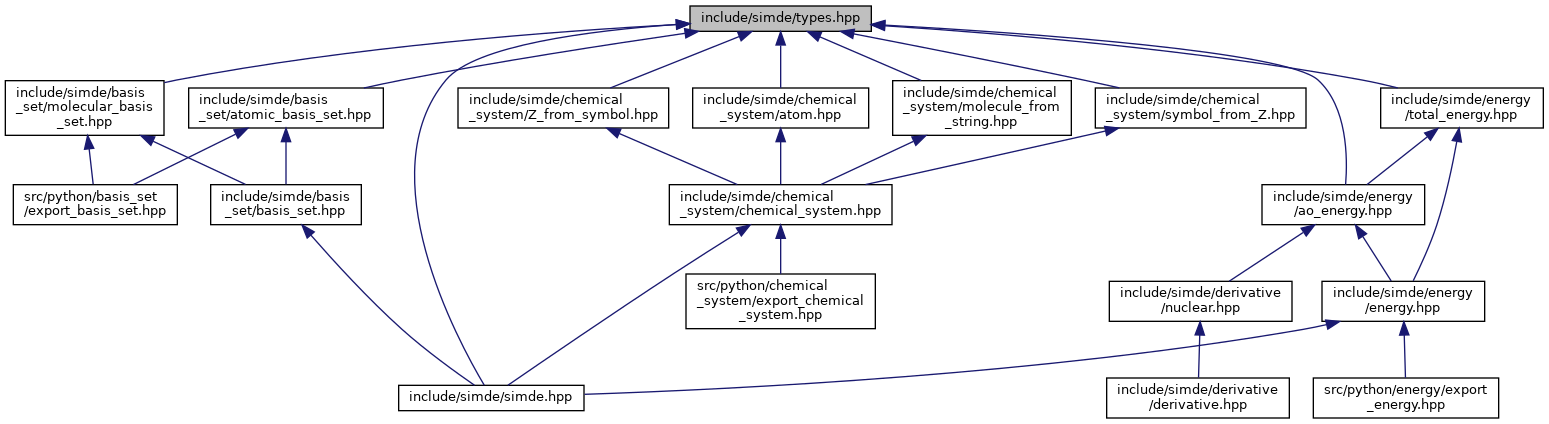 include/simde/types.hpp
include/simde/basis
_set/molecular_basis
_set.hpp
include/simde/basis
_set/atomic_basis_set.hpp
include/simde/chemical
_system/Z_from_symbol.hpp
include/simde/chemical
_system/atom.hpp
include/simde/chemical
_system/molecule_from
_string.hpp
include/simde/chemical
_system/symbol_from_Z.hpp
include/simde/energy
/total_energy.hpp
src/python/basis_set
/export_basis_set.hpp
include/simde/basis
_set/basis_set.hpp
include/simde/chemical
_system/chemical_system.hpp
include/simde/energy
/ao_energy.hpp
src/python/chemical
_system/export_chemical
_system.hpp
include/simde/derivative
/nuclear.hpp
include/simde/energy
/energy.hpp
include/simde/simde.hpp
include/simde/derivative
/derivative.hpp
src/python/energy/export
_energy.hpp